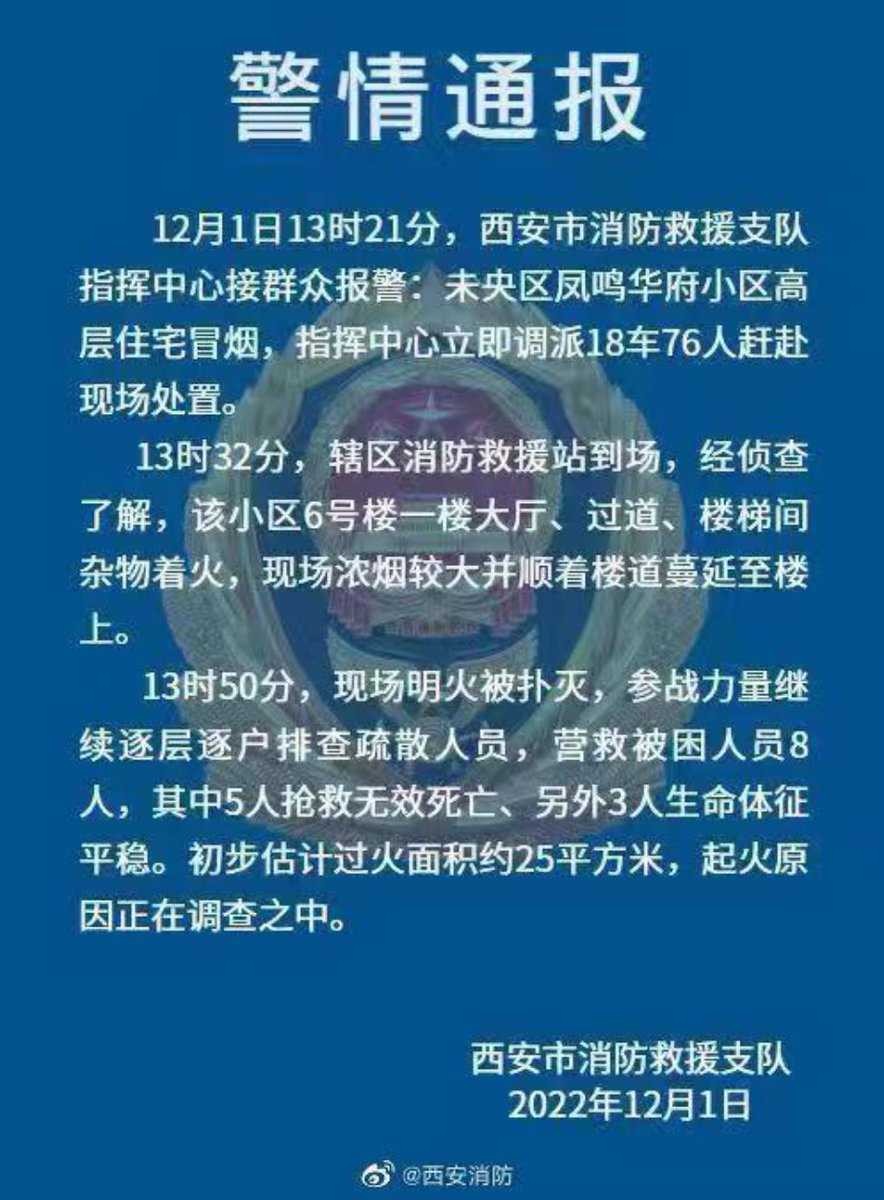 警情通报
12月1日13时21分，西安市消防救援支队
指挥中心接群众报警：未央区凤鸣华府小区高
层住宅冒烟，指挥中心立即调派18车76人赶赴
现场处置。
13时32分，辖区消防救援站到场，经侦查
了解，该小区6号楼一楼大厅、过道、楼梯间
杂物着火，现场浓烟较大并顺着楼道蔓延至楼
上。
13时50分，现场明火被扑灭，参战力量继
续逐层逐户排查疏散人员，营救被困人员8
人，其中5人抢救无效死亡、另外3人生命体征
平稳。初步估计过火面积约25平方米，起火原
因正在调查之中。
西安市消防救援支队
2022年12月1日
@西安消防